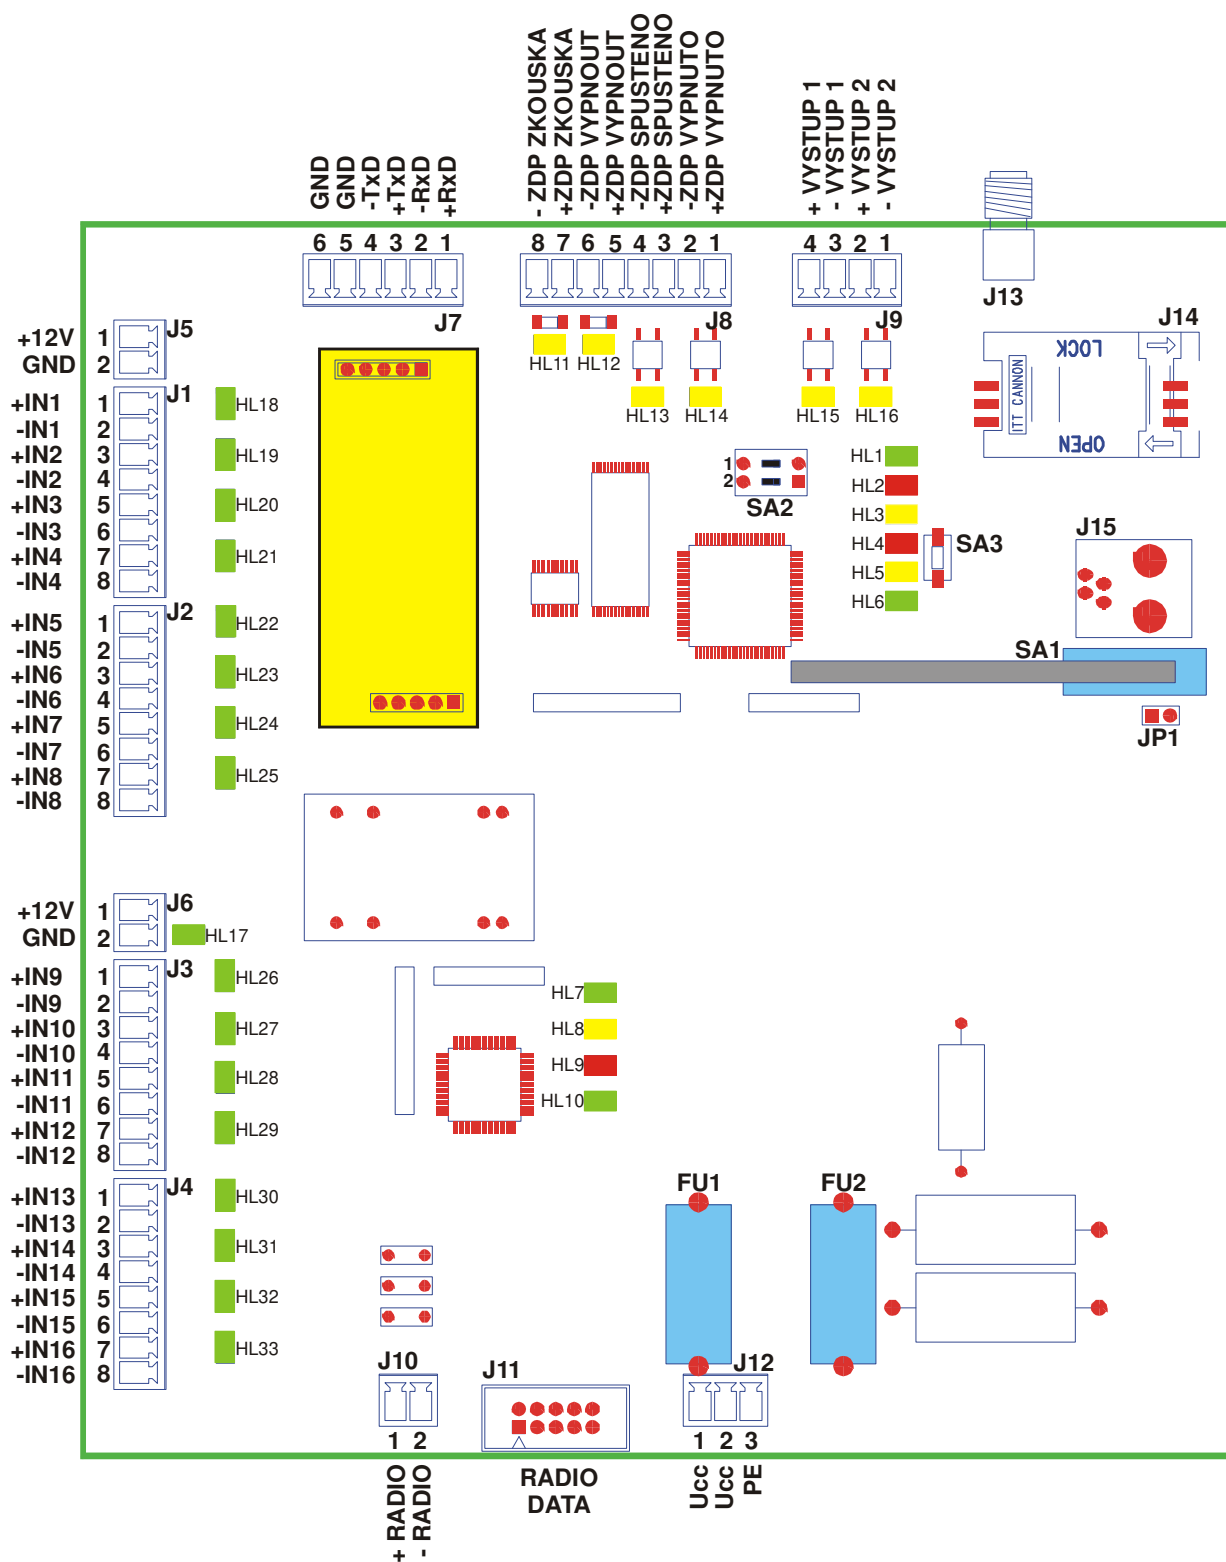 - ZDP ZKOUSKA
+ZDP ZKOUSKA
-ZDP VYPNOUT
+ZDP VYPNOUT
-ZDP SPUSTENO
+ZDP SPUSTENO
-ZDP VYPNUTO
+ZDP VYPNUTO
+ VYSTUP 1
- VYSTUP 1
+ VYSTUP 2
- VYSTUP 2
GND
GND
-TxD
+TxD
-RxD
+RxD
6 5 4 3 2 1
8 7 6 5 4 3 2 1
4 3 2 1
J7
J8
J9
J13
J14
LOCK
ITT CANNON
OPEN
HL11
HL12
HL13
HL14
HL15
HL16
+12V 1 J5
GND 2
+IN1 1 J1 HL18
-IN1 2
+IN2 3 HL19
-IN2 4
+IN3 5 HL20
-IN3 6
+IN4 7 HL21
-IN4 8
1
2
SA2
HL1
HL2
HL3
HL4
HL5
HL6
SA3
J15
SA1
JP1
+IN5 1 J2 HL22
-IN5 2
+IN6 3 HL23
-IN6 4
+IN7 5 HL24
-IN7 6
+IN8 7 HL25
-IN8 8
+12V 1 J6
GND 2 HL17
+IN9 1 J3 HL26
-IN9 2
+IN10 3 HL27
-IN10 4
+IN11 5 HL28
-IN11 6
+IN12 7 HL29
-IN12 8
HL7
HL8
HL9
HL10
+IN13 1 J4 HL30
-IN13 2
+IN14 3 HL31
-IN14 4
+IN15 5 HL32
-IN15 6
+IN16 7 HL33
-IN16 8
FU1
FU2
J10
J11
J12
1 2
1 2 3
+ RADIO
- RADIO
RADIO
DATA
Ucc
Ucc
PE